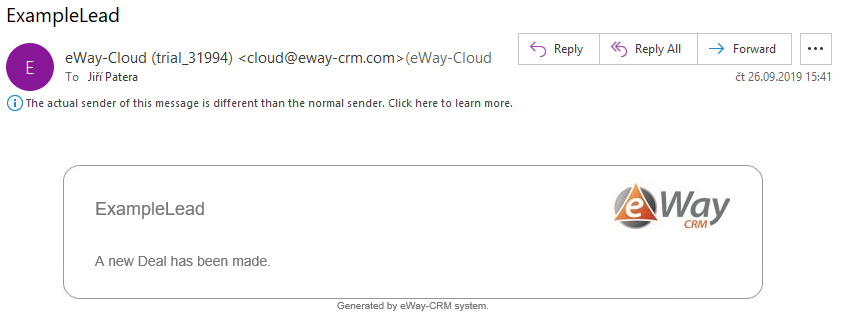 ExampleLead
E
eWay-Cloud (trial_31994) <cloud@eway-crm.com>(eWay-Cloud
To Jiří Patera
Reply
Reply All
Forward
...
čt 26.09.2019 15:41
The actual sender of this message is different than the normal sender. Click here to learn more.
ExampleLead
eWay
CRM
A new Deal has been made.
Generated by eWay-CRM system.